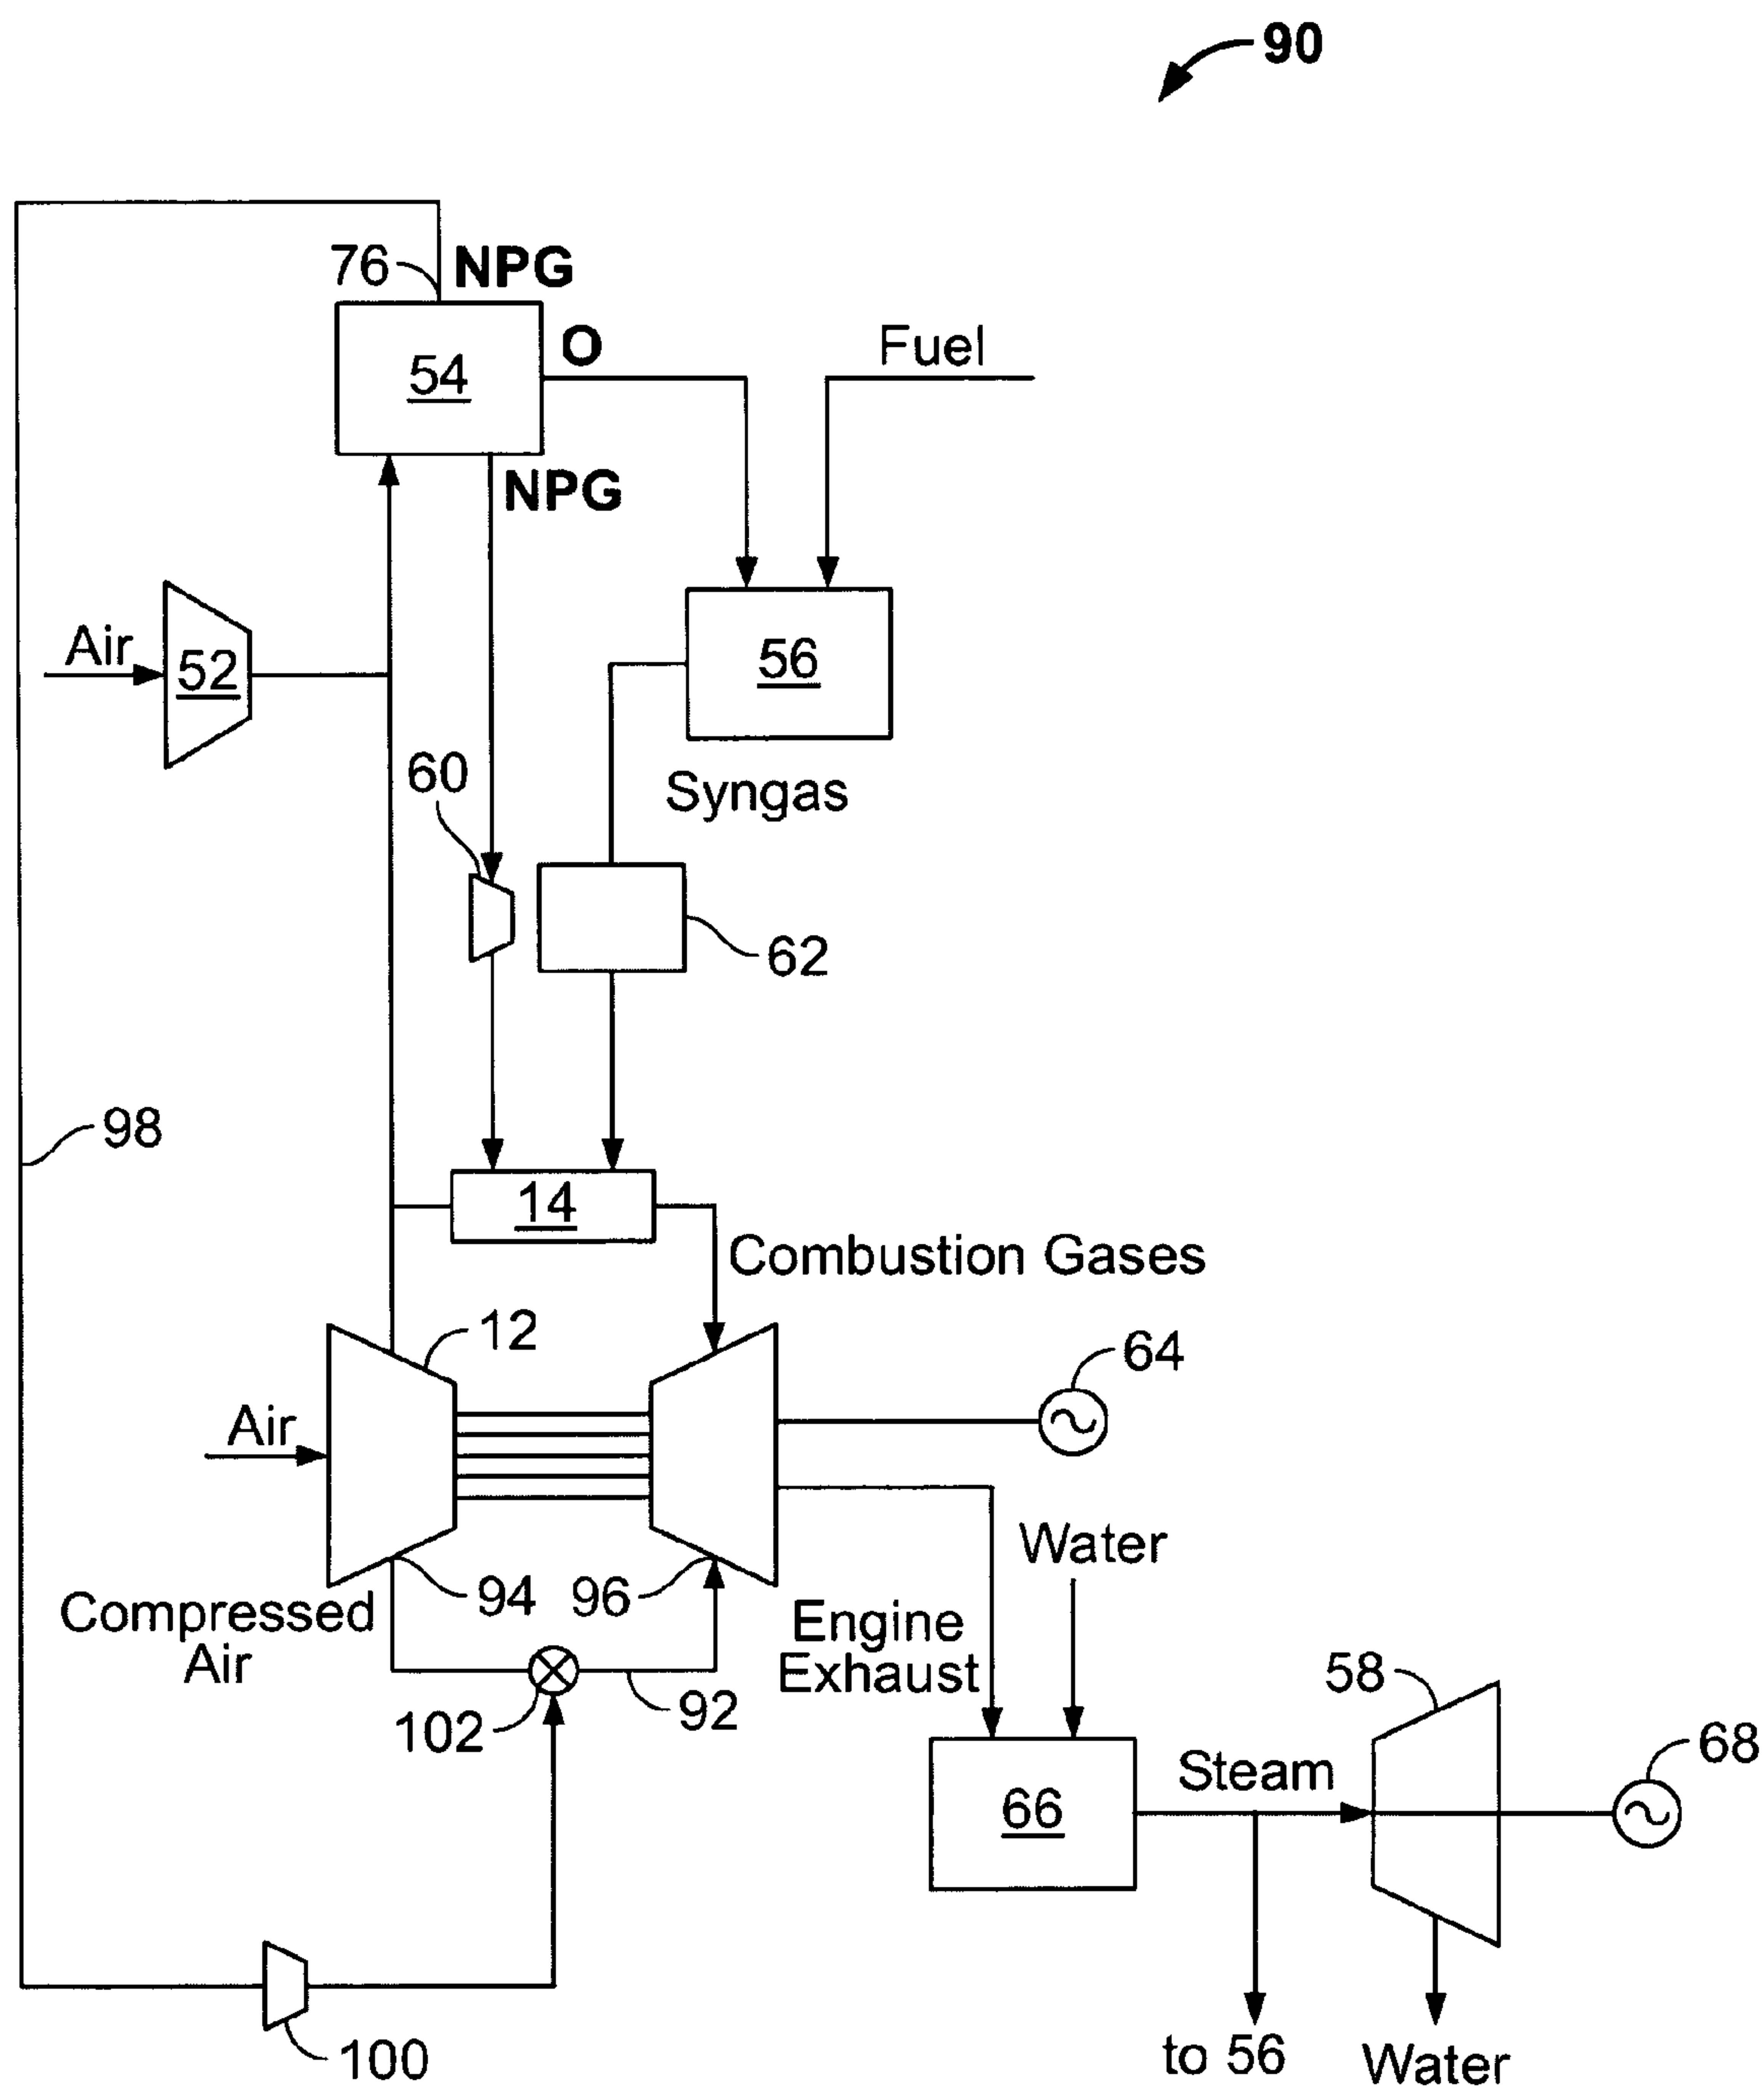 90
76
NPG
O
54
Fuel
NPG
Air
52
56
60
Syngas
62
98
14
Combustion Gases
12
64
Air
Water
94
96
Compressed
Air
Engine
Exhaust
102
92
58
68
Steam
66
100
to 56
Water